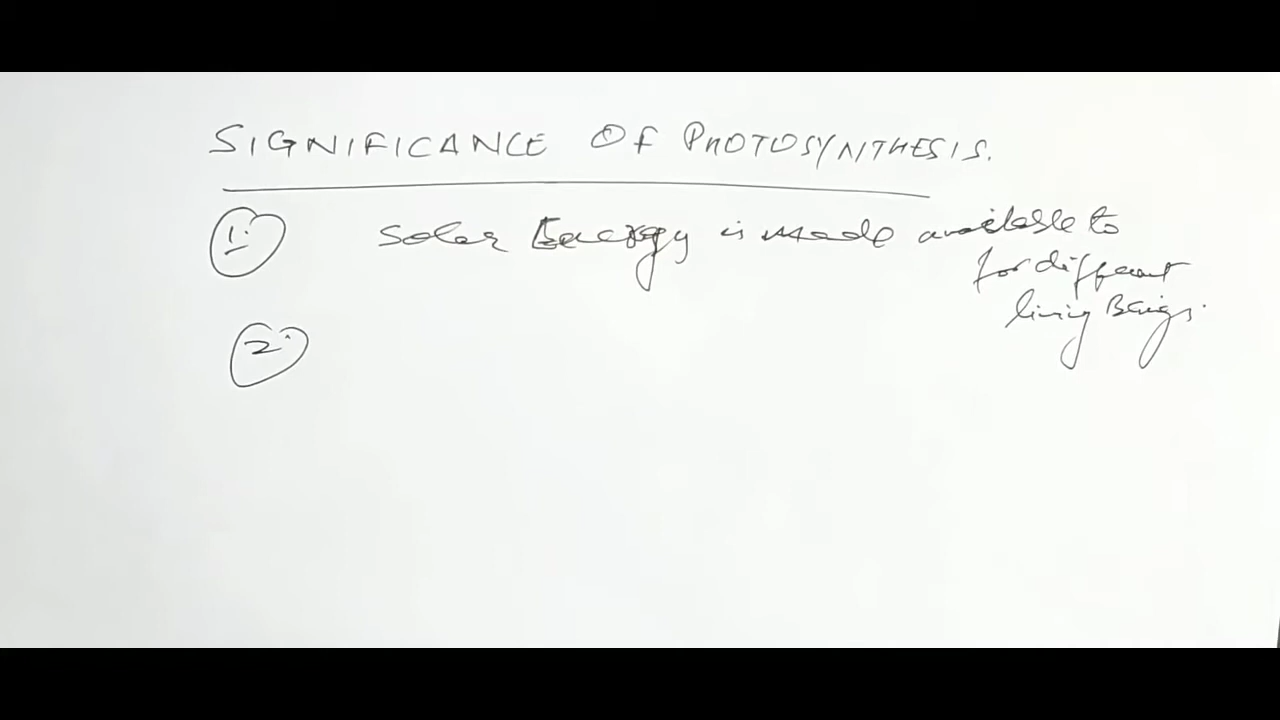 SIGNIFICANCE OF PHOTOSYNTHESIS.
1. Solar Energy is made available to
for different
living Beings.
2.